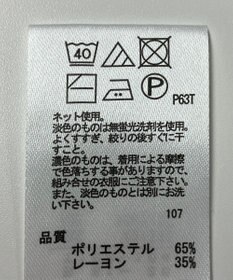 40
P
P63T
ネット使用。
淡色のものは無蛍光洗剤を使用。
よくすすぎ、絞りの後すぐに干
すこと。
濃色のものは、着用による摩擦
で色落ちする事がありますので、
組み合せの衣服にご注意下さい。
また、淡色のものとは別にお洗
い下さい。
107
品質
ポリエステル 65%
レーヨン 35%